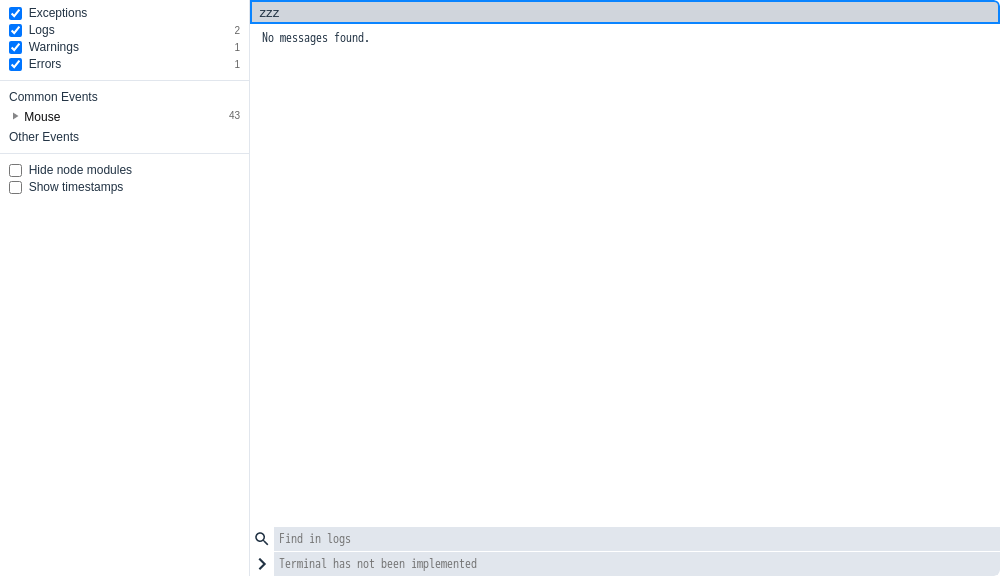 Exceptions
Logs 2
Warnings 1
Errors 1
Common Events
Mouse 43
Other Events
Hide node modules
Show timestamps
zzz
No messages found.
Find in logs
Terminal has not been implemented